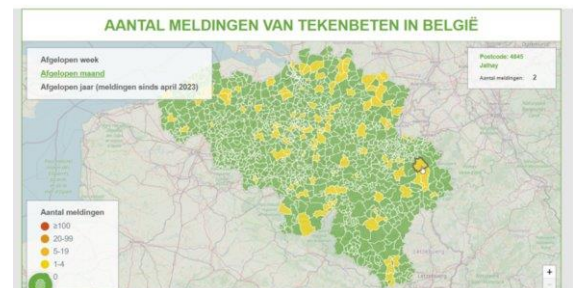 AANTAL MELDINGEN VAN TEKENBETEN IN BELGIË
Afgelopen week
Afgelopen maand
Afgelopen jaar (meldingen sinds april 2023)
Postcode: 4845
Jalhay
Aantal meldingen: 2
Aantal meldingen
≥100
20-99
5-19
1-4
0
+